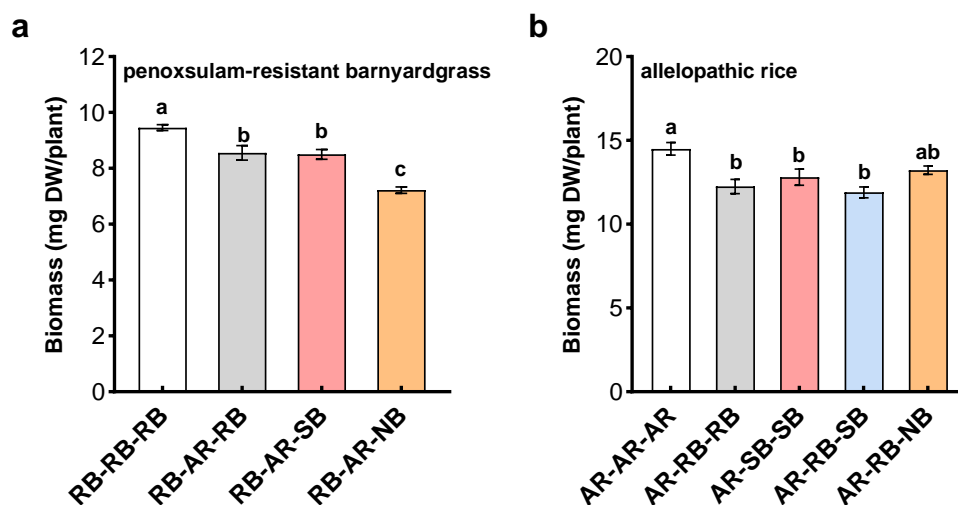 a
Biomass (mg DW/plant)
12
10
8
6
4
2
0
penoxsulam-resistant barnyardgrass
a
b
b
c
RB-RB-RB
RB-AR-RB
RB-AR-SB
RB-AR-NB
b
Biomass (mg DW/plant)
20
15
10
5
0
allelopathic rice
a
b
b
b
ab
AR-AR-AR
AR-RB-RB
AR-SB-SB
AR-RB-SB
AR-RB-NB